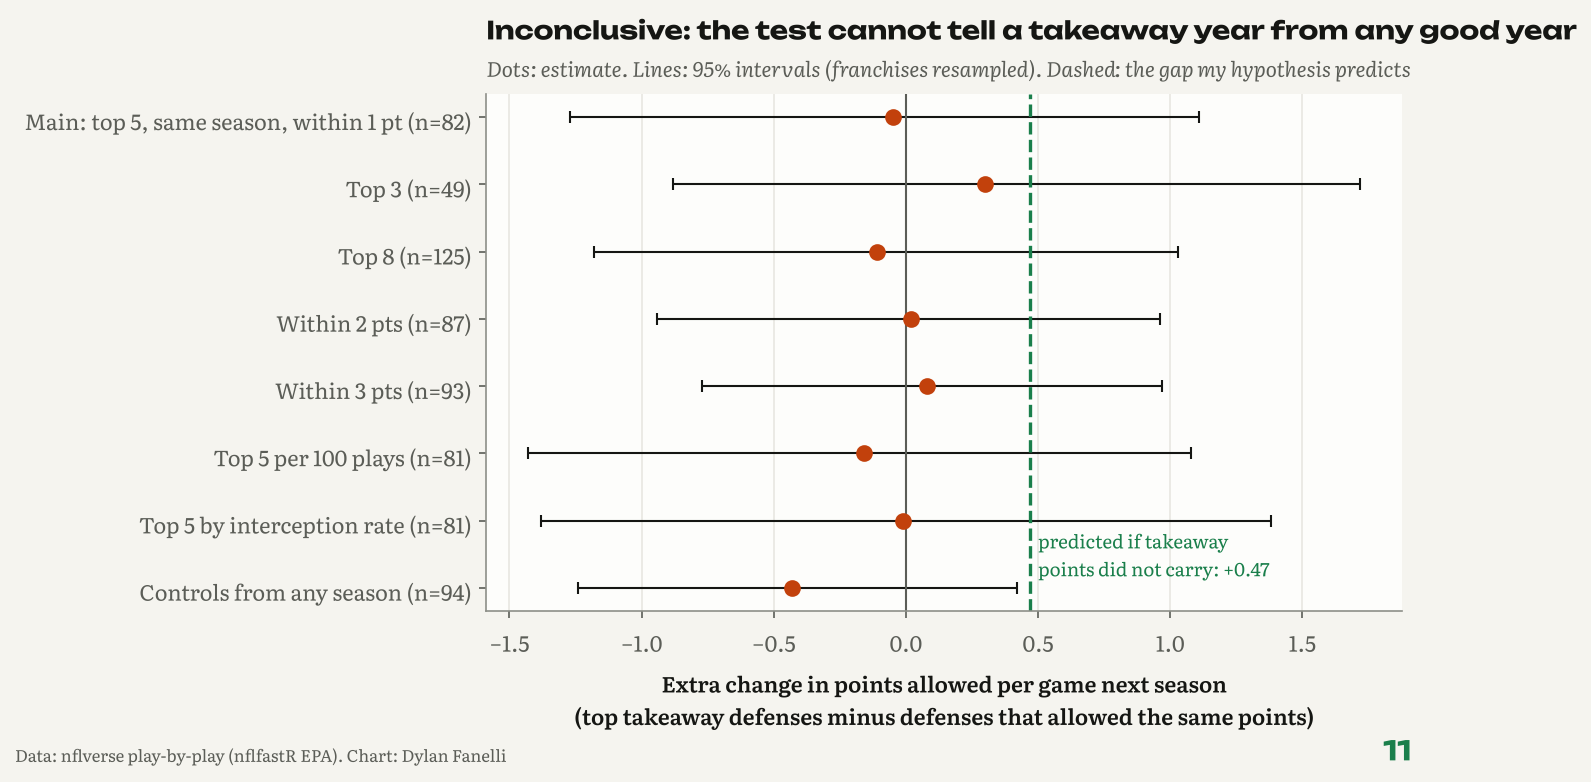 Inconclusive: the test cannot tell a takeaway year from any good year
Dots: estimate. Lines: 95% intervals (franchises resampled). Dashed: the gap my hypothesis predicts
Main: top 5, same season, within 1 pt (n=82)
Top 3 (n=49)
Top 8 (n=125)
Within 2 pts (n=87)
Within 3 pts (n=93)
Top 5 per 100 plays (n=81)
Top 5 by interception rate (n=81)
predicted if takeaway
points did not carry: +0.47
Controls from any season (n=94)
−1.5 −1.0 −0.5 0.0 0.5 1.0 1.5
Extra change in points allowed per game next season
(top takeaway defenses minus defenses that allowed the same points)
Data: nflverse play-by-play (nflfastR EPA). Chart: Dylan Fanelli
11